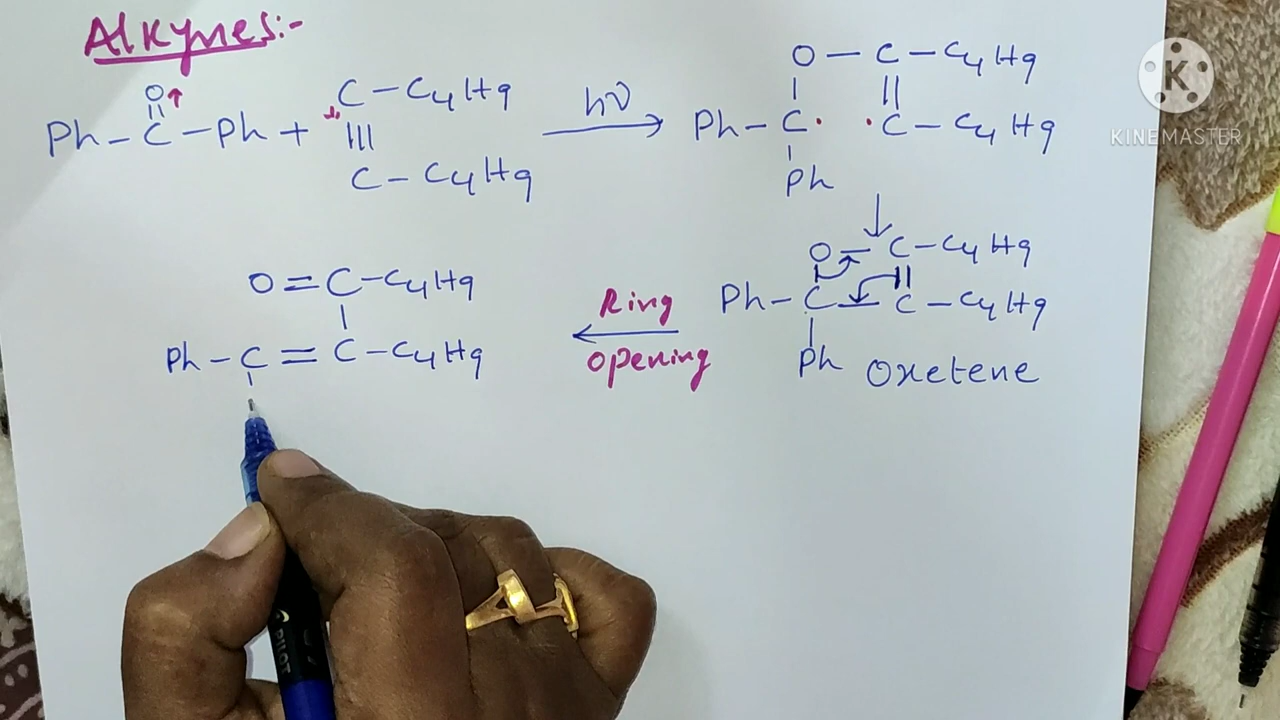 Alkynes:-
O O — C — C4H9
|| | ||
Ph — C — Ph + C — C4H9 hν Ph — C· ·C — C4H9
||| |
C — C4H9 Ph
KINEMASTER
O — C — C4H9
O = C — C4H9 Ring Ph — C — C — C4H9
| |
Ph — C = C — C4H9 opening Ph Oxetene
|
PILOT